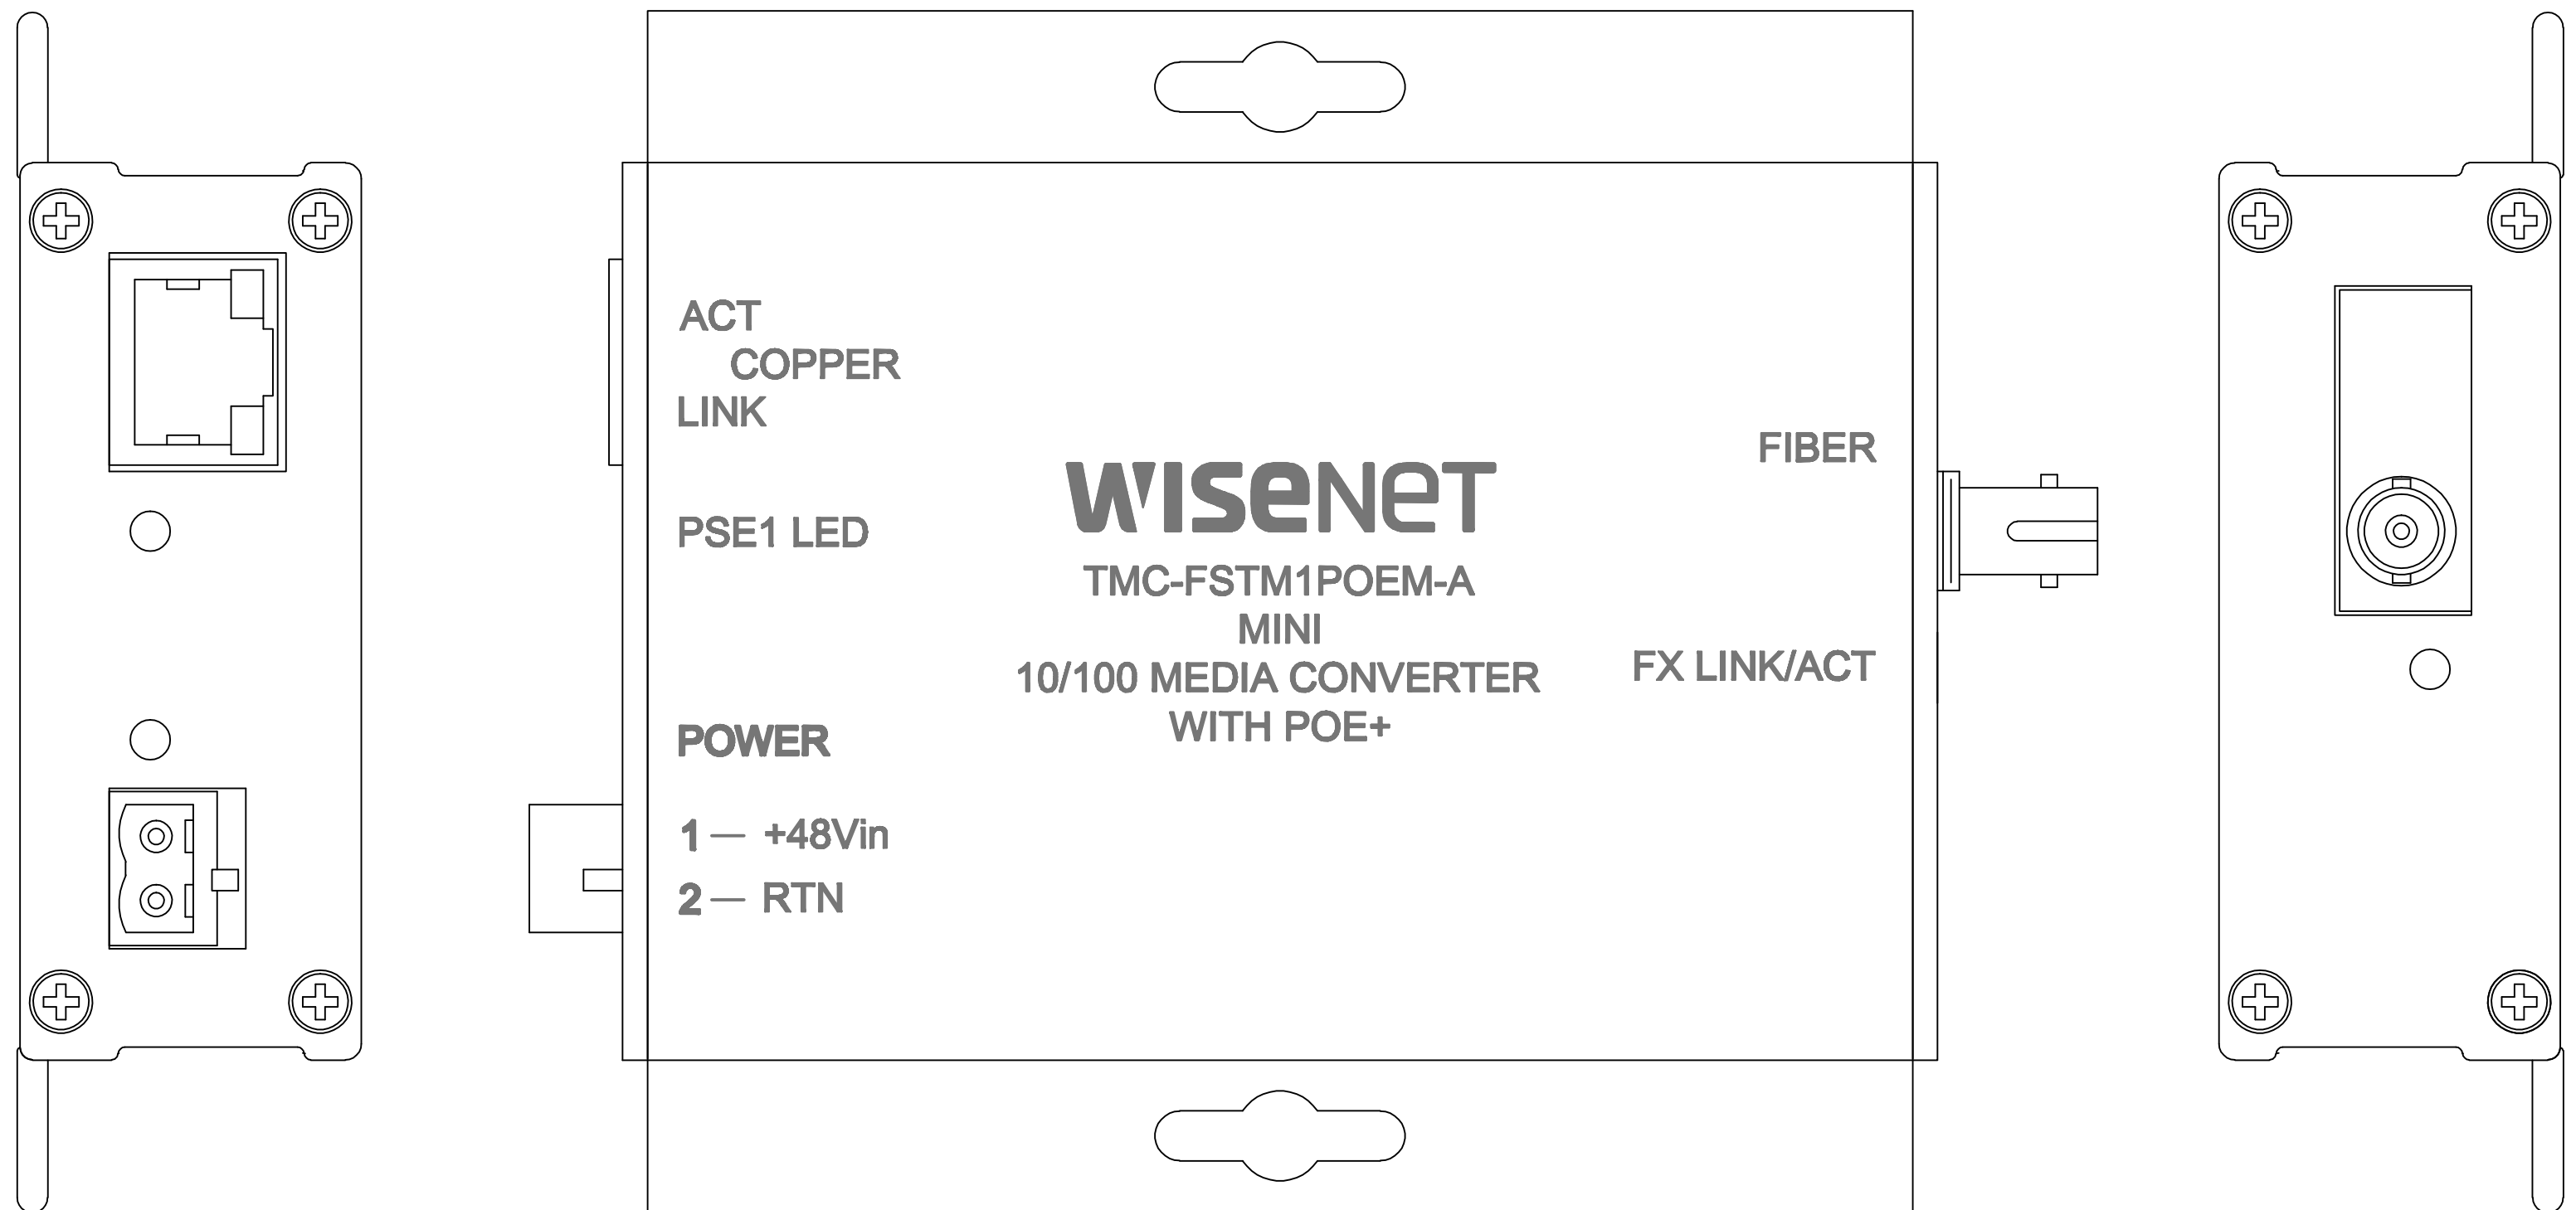 ACT
COPPER
LINK
PSE1 LED
POWER
1 — +48Vin
2 — RTN
WISENET
TMC-FSTM1POEM-A
MINI
10/100 MEDIA CONVERTER
WITH POE+
FIBER
FX LINK/ACT